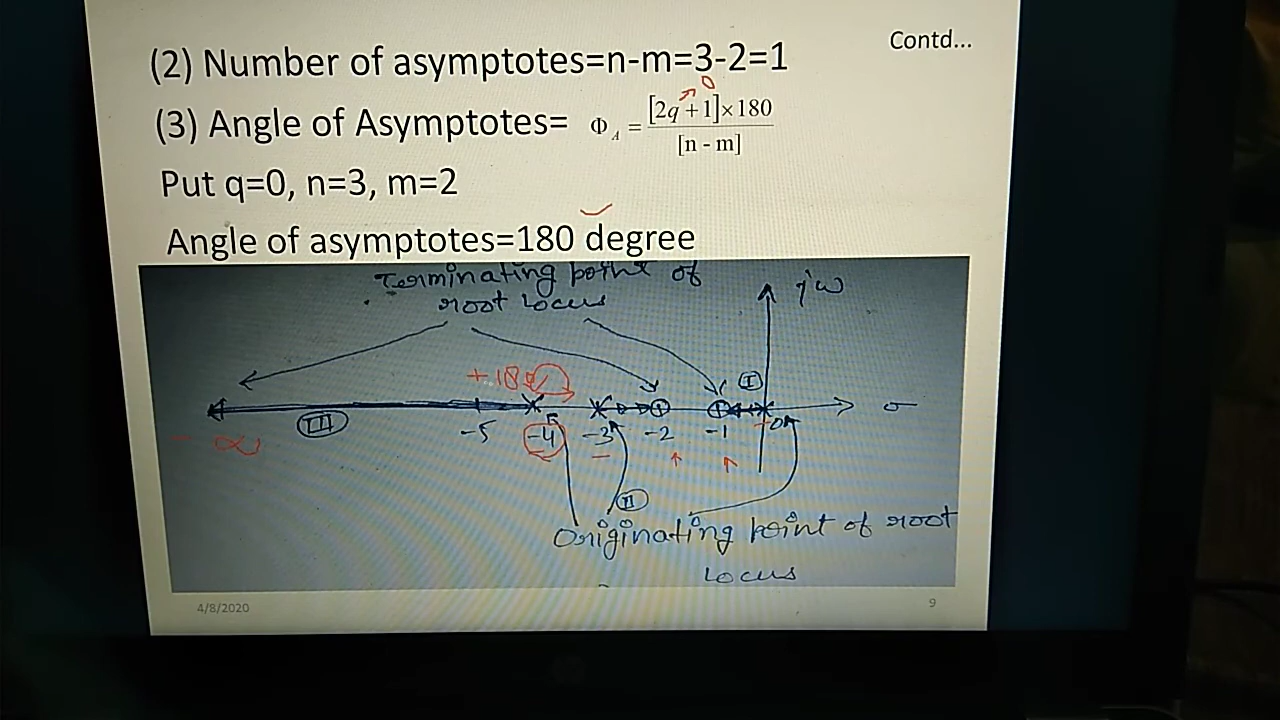 Contd...
(2) Number of asymptotes=n-m=3-2=1
0
(3) Angle of Asymptotes= Φ_A = [2q+1]×180 / [n - m]
Put q=0, n=3, m=2
Angle of asymptotes=180 degree
Terminating point of
root locus
jω
+180
I
σ
III
-5 -4 -3 -2 -1 0
- ∞
II
Originating point of root
locus
4/8/2020
9